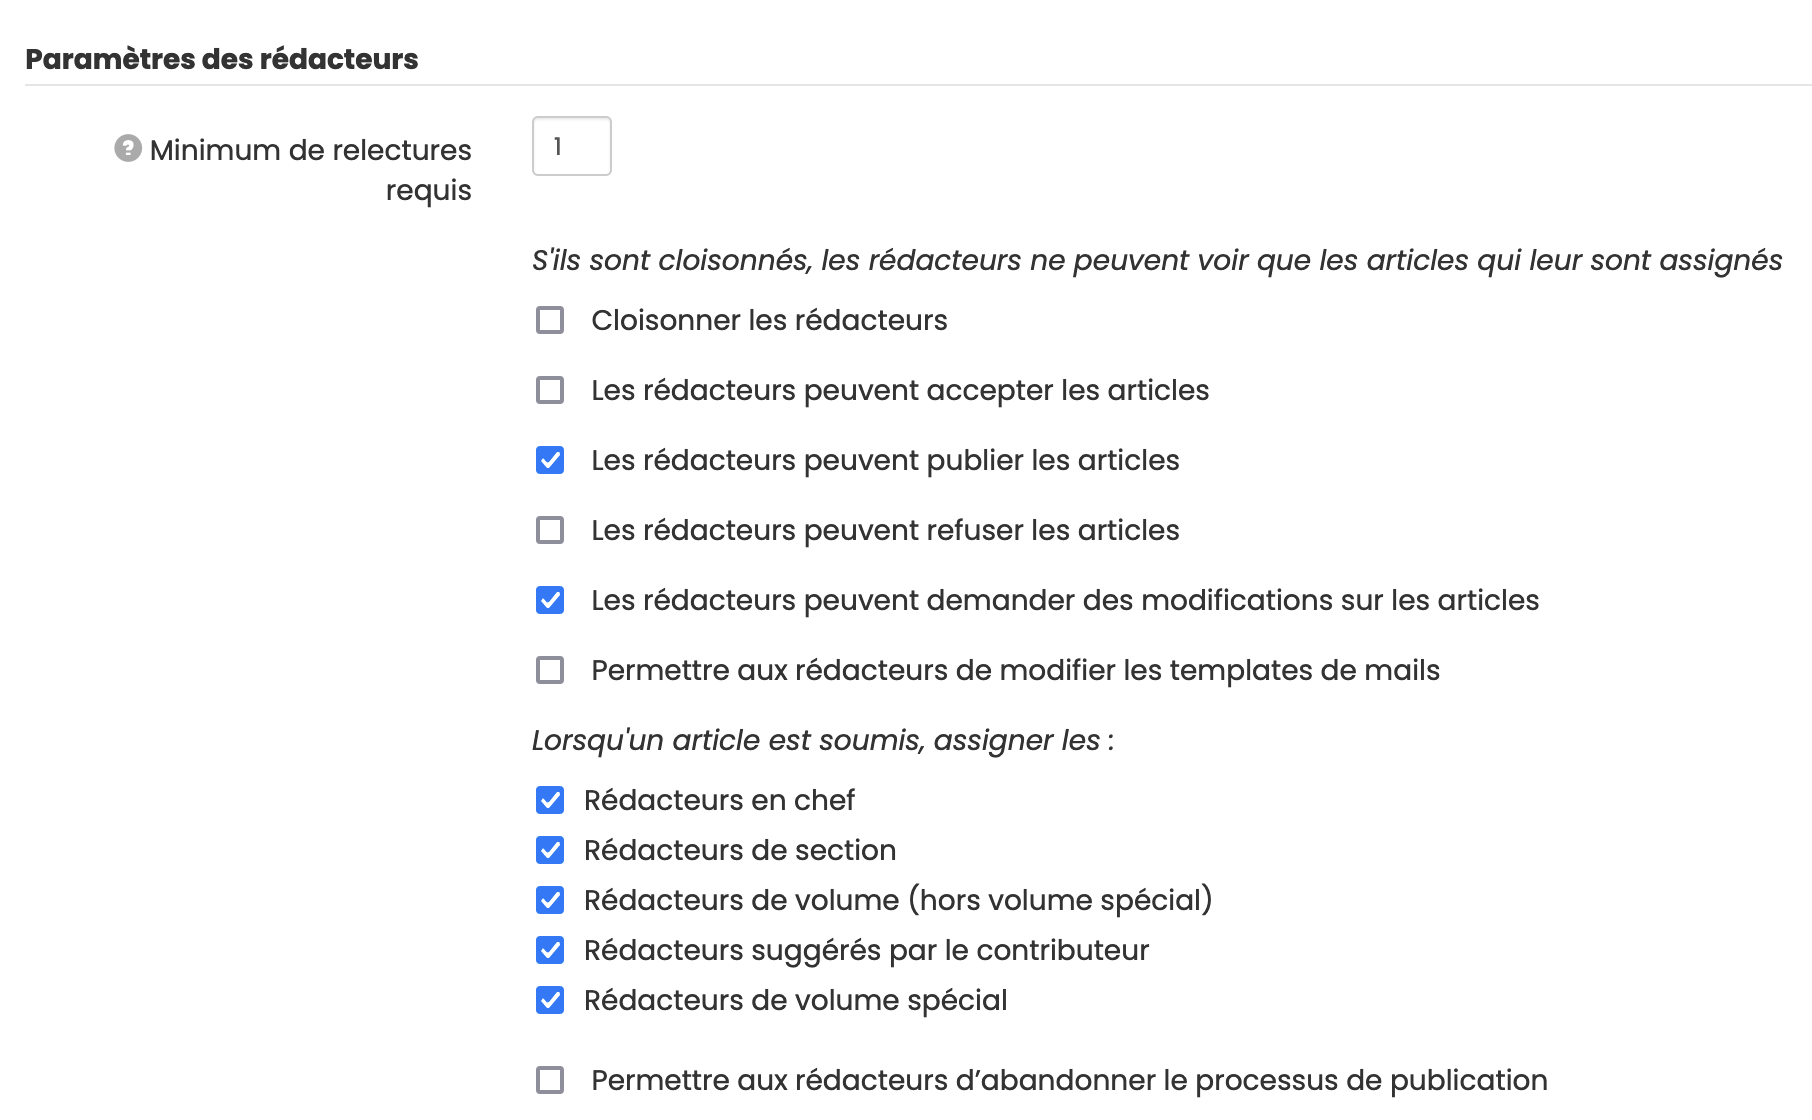 Paramètres des rédacteurs
? Minimum de relectures
requis
1
S'ils sont cloisonnés, les rédacteurs ne peuvent voir que les articles qui leur sont assignés
Cloisonner les rédacteurs
Les rédacteurs peuvent accepter les articles
Les rédacteurs peuvent publier les articles
Les rédacteurs peuvent refuser les articles
Les rédacteurs peuvent demander des modifications sur les articles
Permettre aux rédacteurs de modifier les templates de mails
Lorsqu'un article est soumis, assigner les :
Rédacteurs en chef
Rédacteurs de section
Rédacteurs de volume (hors volume spécial)
Rédacteurs suggérés par le contributeur
Rédacteurs de volume spécial
Permettre aux rédacteurs d’abandonner le processus de publication